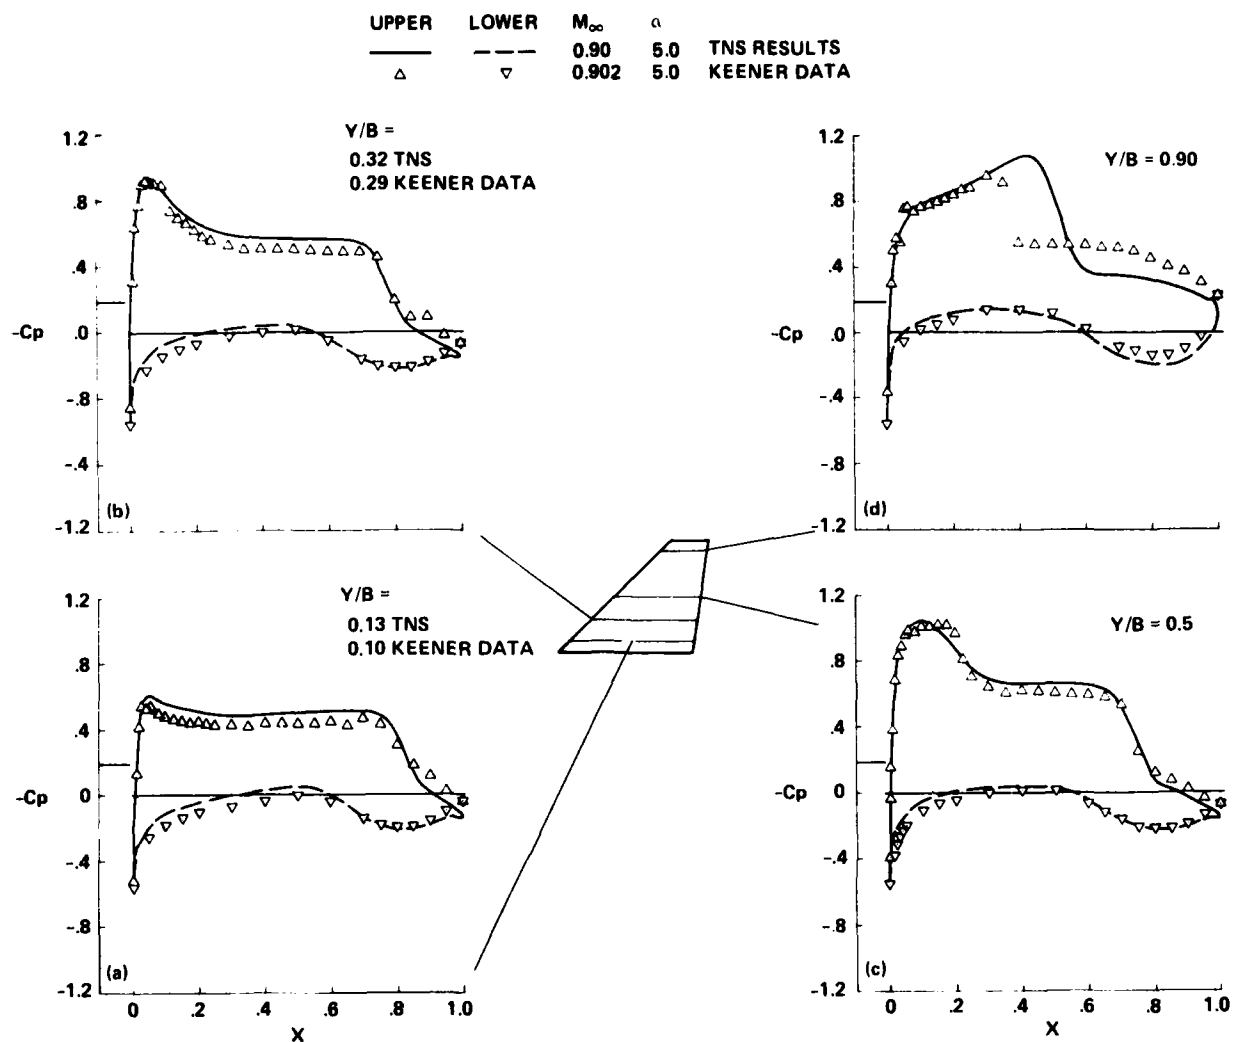 UPPER LOWER M∞ α
0.90 5.0 TNS RESULTS
0.902 5.0 KEENER DATA
1.2
.8
.4
-Cp .0
-.8
-.4
-1.2
(b)
Y/B =
0.32 TNS
0.29 KEENER DATA
1.2
.8
.4
-Cp .0
-.4
-.8
-1.2
(d)
Y/B = 0.90
1.2
.8
.4
-Cp 0
-.4
-.8
-1.2
(a)
Y/B =
0.13 TNS
0.10 KEENER DATA
0 .2 .4 .6 .8 1.0
X
1.2
.8
.4
-Cp 0
-.4
-.8
-1.2
(c)
Y/B = 0.5
0 .2 .4 .6 .8 1.0
X